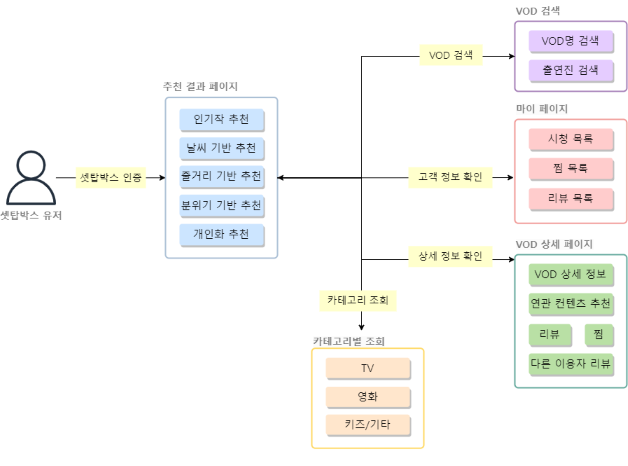 VOD 검색
VOD명 검색
출연진 검색
VOD 검색
추천 결과 페이지
인기작 추천
날씨 기반 추천
줄거리 기반 추천
분위기 기반 추천
개인화 추천
셋탑박스 인증
셋탑박스 유저
마이 페이지
시청 목록
찜 목록
리뷰 목록
고객 정보 확인
VOD 상세 페이지
VOD 상세 정보
연관 컨텐츠 추천
리뷰
찜
다른 이용자 리뷰
상세 정보 확인
카테고리 조회
카테고리별 조회
TV
영화
키즈/기타